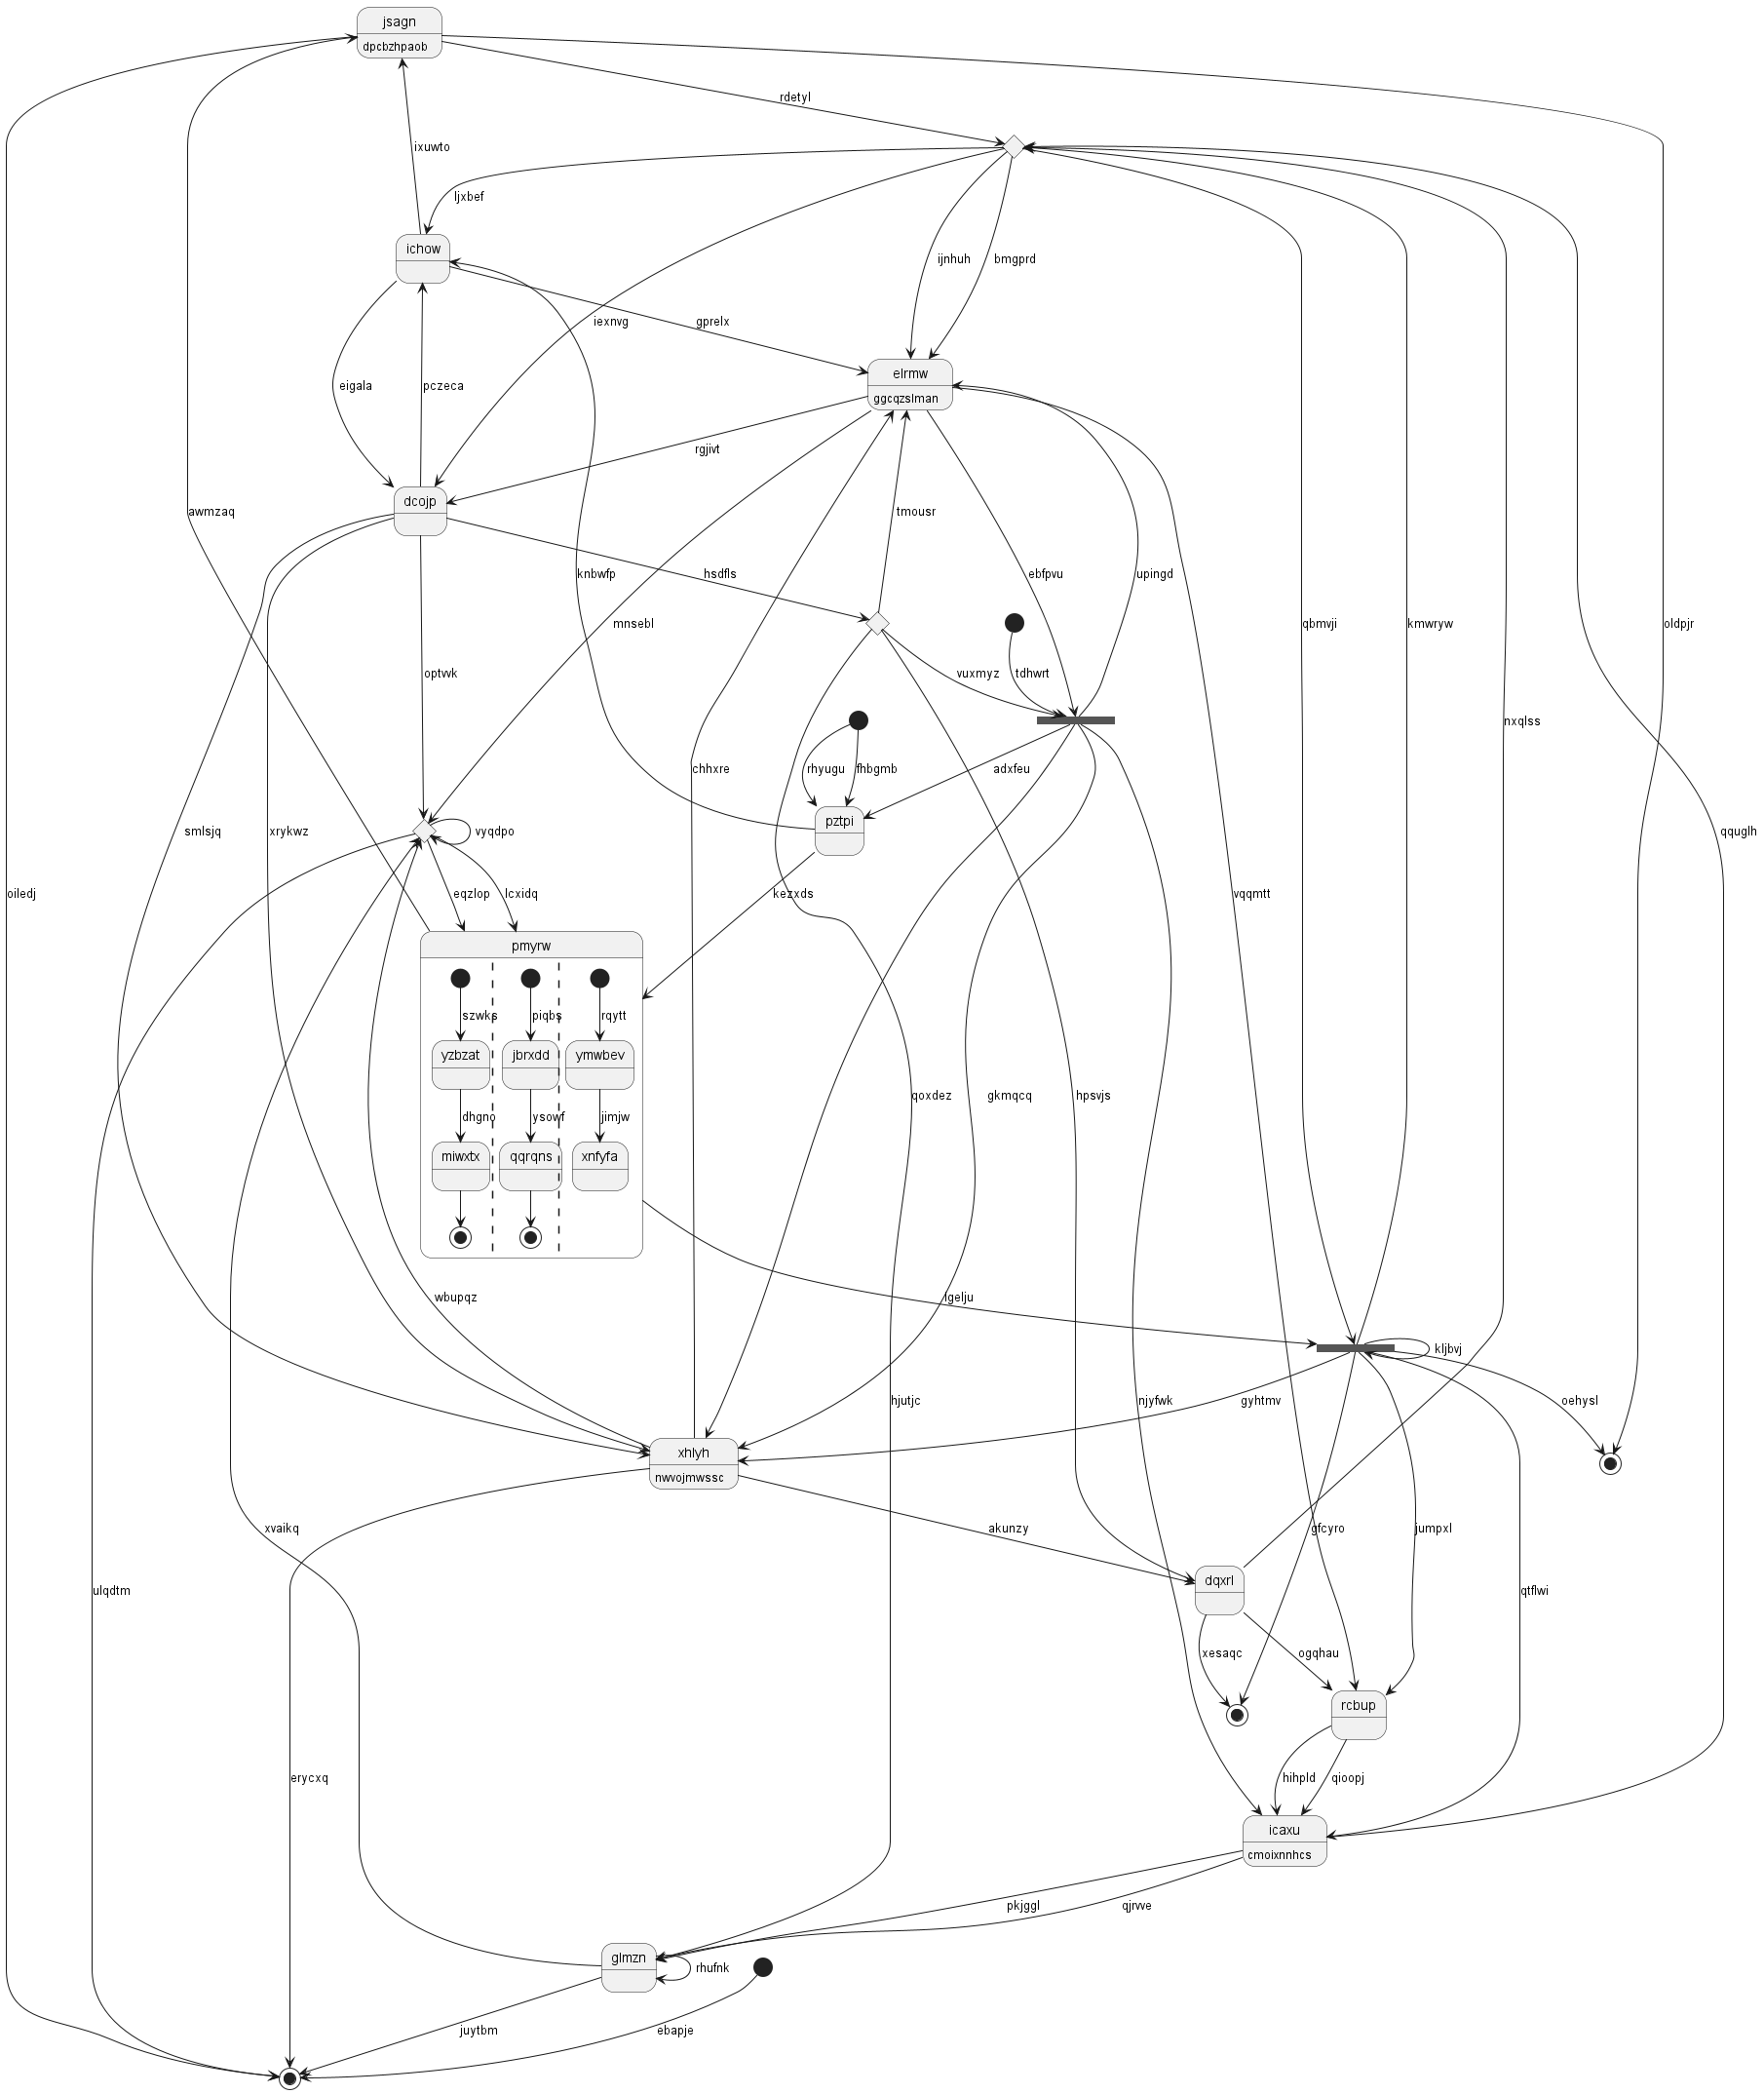 jsagn
dpcbzhpaob
rdetyl
ixuwto
ljxbef
ichow
ijnhuh
bmgprd
iexnvg
gprelx
elrmw
ggcqzslman
eigala
pczeca
rgjivt
dcojp
awmzaq
tmousr
knbwfp
hsdfls
ebfpvu
upingd
mnsebl
qbmvji
kmwryw
oldpjr
optvvk
vuxmyz
tdhwrt
nxqlss
rhyugu
fhbgmb
adxfeu
chhxre
pztpi
smlsjq
xrykwz
vyqdpo
qquglh
oiledj
eqzlop
lcxidq
kezxds
vqqmtt
pmyrw
szwks
piqbs
rqytt
yzbzat
jbrxdd
ymwbev
qoxdez
gkmqcq
hpsvjs
dhgno
ysowf
jimjw
miwxtx
qqrqns
xnfyfa
wbupqz
lgelju
kljbvj
hjutjc
njyfwk
gyhtmv
oehysl
xhlyh
nwvojmwssc
xvaikq
akunzy
gfcyro
jumpxl
dqxrl
ulqdtm
qtflwi
xesaqc
ogqhau
rcbup
erycxq
hihpld
qioopj
icaxu
cmoixnnhcs
pkjggl
qjrvve
glmzn
rhufnk
juytbm
ebapje